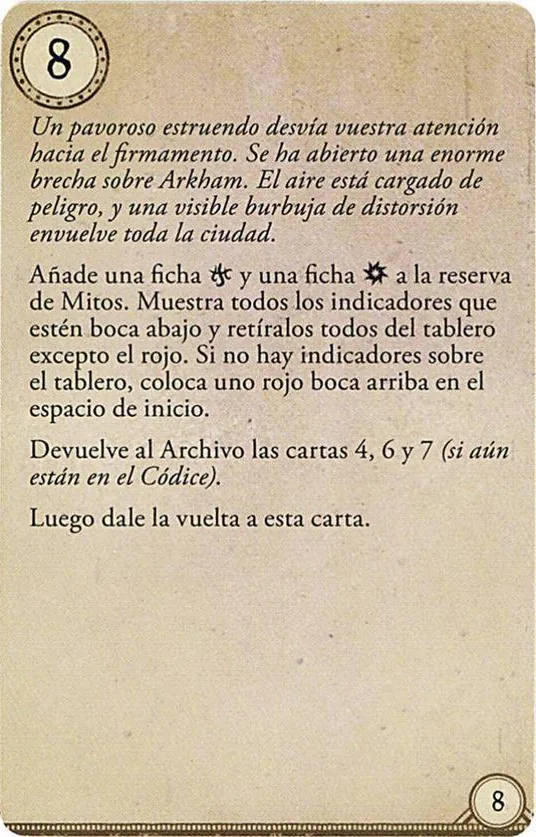 8
Un pavoroso estruendo desvía vuestra atención
hacia el firmamento. Se ha abierto una enorme
brecha sobre Arkham. El aire está cargado de
peligro, y una visible burbuja de distorsión
envuelve toda la ciudad.
Añade una ficha y una ficha a la reserva
de Mitos. Muestra todos los indicadores que
estén boca abajo y retíralos todos del tablero
excepto el rojo. Si no hay indicadores sobre
el tablero, coloca uno rojo boca arriba en el
espacio de inicio.
Devuelve al Archivo las cartas 4, 6 y 7 (si aún
están en el Códice).
Luego dale la vuelta a esta carta.
8